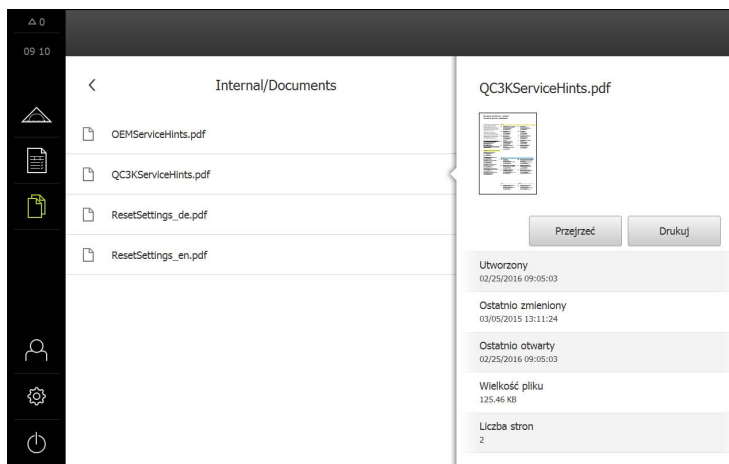 0
09 10
Internal/Documents
OEMServiceHints.pdf
QC3KServiceHints.pdf
ResetSettings_de.pdf
ResetSettings_en.pdf
QC3KServiceHints.pdf
Przejrzeć
Drukuj
Utworzony
02/25/2016 09:05:03
Ostatnio zmieniony
03/05/2015 13:11:24
Ostatnio otwarty
02/25/2016 09:05:03
Wielkość pliku
125.46 KB
Liczba stron
2